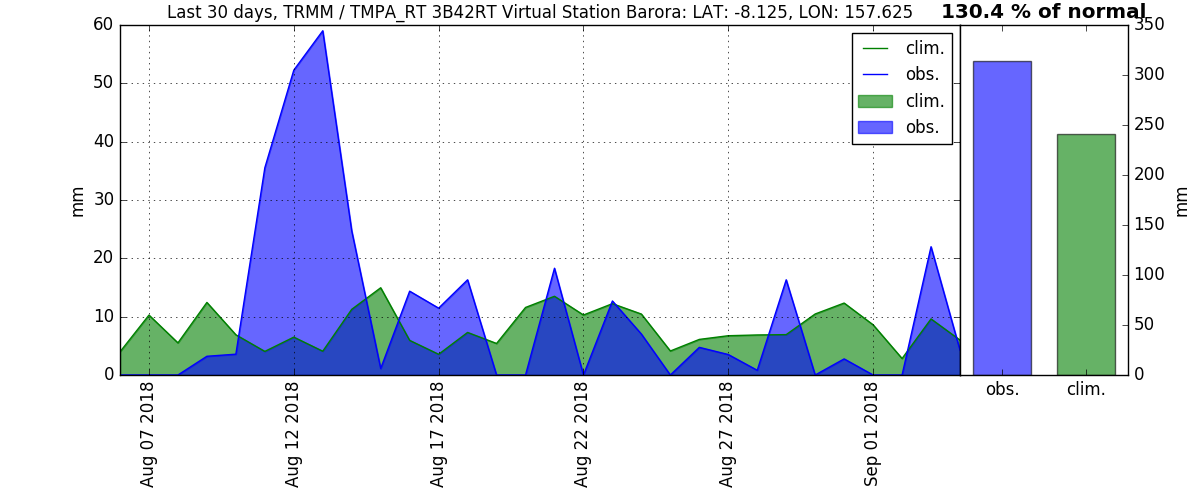 Last 30 days, TRMM / TMPA_RT 3B42RT Virtual Station Barora: LAT: -8.125, LON: 157.625
130.4 % of normal
60
50
40
30
20
10
0
mm
clim.
obs.
clim.
obs.
350
300
250
200
150
100
50
0
mm
obs.
clim.
Aug 07 2018
Aug 12 2018
Aug 17 2018
Aug 22 2018
Aug 27 2018
Sep 01 2018